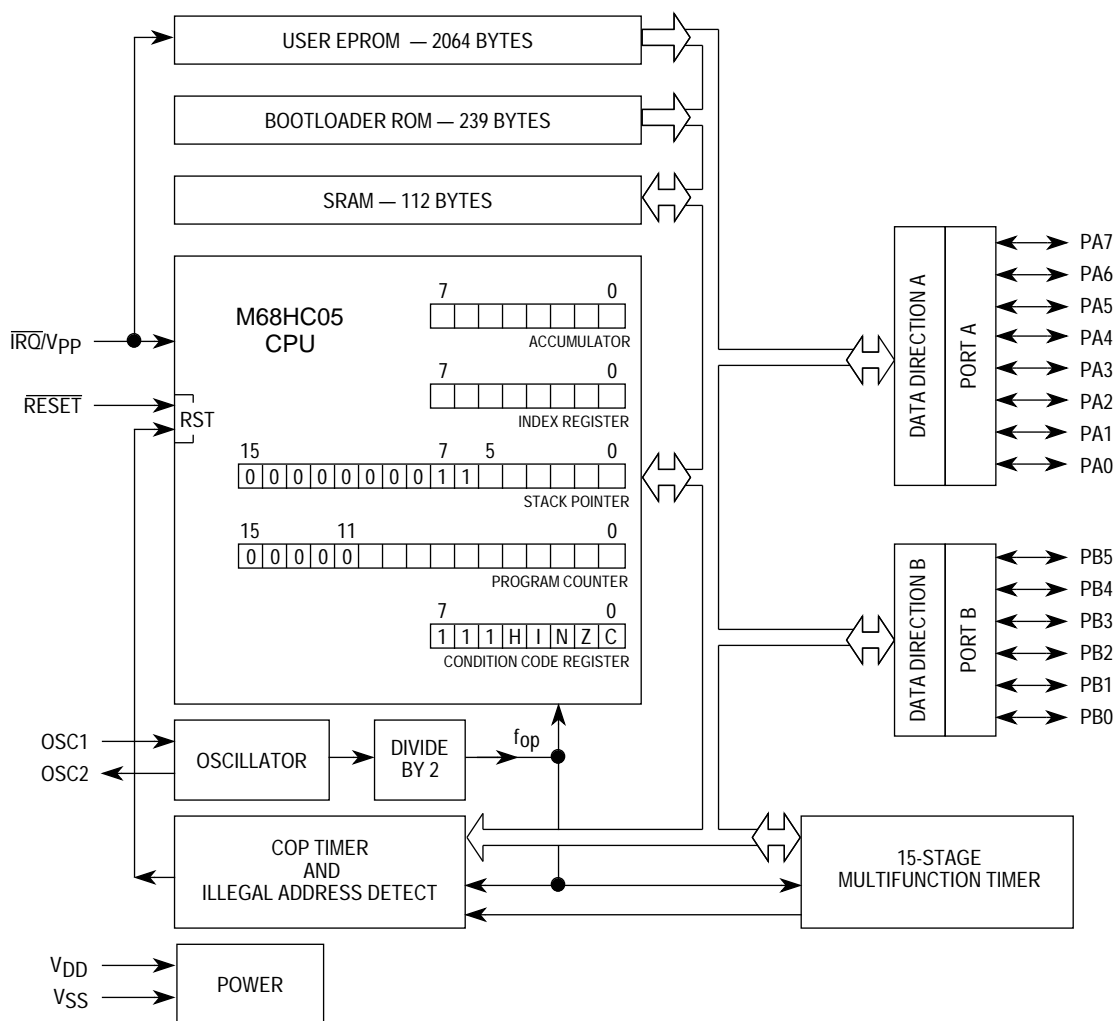 USER EPROM — 2064 BYTES
BOOTLOADER ROM — 239 BYTES
SRAM — 112 BYTES
M68HC05
CPU
7 0
ACCUMULATOR
7 0
INDEX REGISTER
15 7 5 0
0 0 0 0 0 0 0 0 1 1
STACK POINTER
15 11 0
0 0 0 0 0
PROGRAM COUNTER
7 0
1 1 1 H I N Z C
CONDITION CODE REGISTER
IRQ/VPP
RESET
RST
OSC1
OSC2
OSCILLATOR
DIVIDE
BY 2
fop
COP TIMER
AND
ILLEGAL ADDRESS DETECT
15-STAGE
MULTIFUNCTION TIMER
VDD
VSS
POWER
DATA DIRECTION A
PORT A
PA7
PA6
PA5
PA4
PA3
PA2
PA1
PA0
DATA DIRECTION B
PORT B
PB5
PB4
PB3
PB2
PB1
PB0